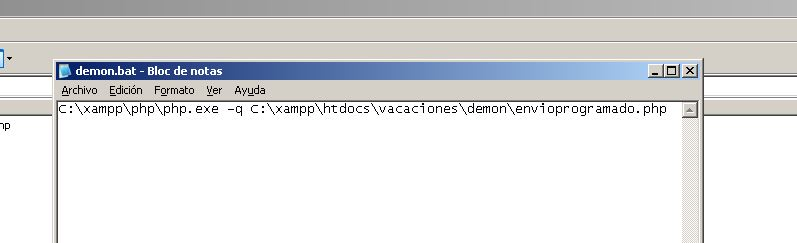 demon.bat - Bloc de notas
Archivo Edición Formato Ver Ayuda
C:\xampp\php\php.exe -q C:\xampp\htdocs\vacaciones\demon\envioprogramado.php